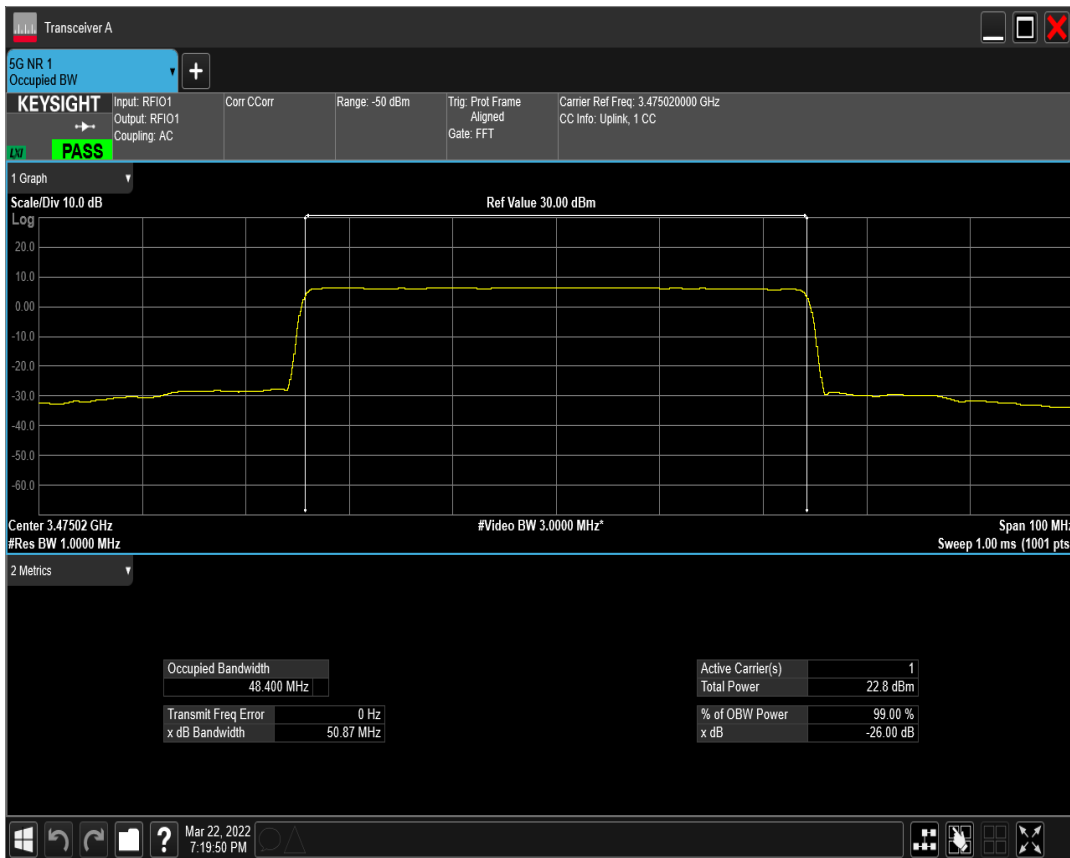 Transceiver A
5G NR 1
Occupied BW
KEYSIGHT
Input: RFIO1
Output: RFIO1
Coupling: AC
Corr CCorr
Range: -50 dBm
Trig: Prot Frame
Aligned
Gate: FFT
Carrier Ref Freq: 3.475020000 GHz
CC Info: Uplink, 1 CC
LXI
PASS
1 Graph
Scale/Div 10.0 dB
Ref Value 30.00 dBm
Log
20.0
10.0
0.00
-10.0
-20.0
-30.0
-40.0
-50.0
-60.0
Center 3.47502 GHz
#Video BW 3.0000 MHz*
Span 100 MHz
#Res BW 1.0000 MHz
Sweep 1.00 ms (1001 pts
2 Metrics
Occupied Bandwidth
48.400 MHz
Transmit Freq Error 0 Hz
x dB Bandwidth 50.87 MHz
Active Carrier(s) 1
Total Power 22.8 dBm
% of OBW Power 99.00 %
x dB -26.00 dB
?
Mar 22, 2022
7:19:50 PM